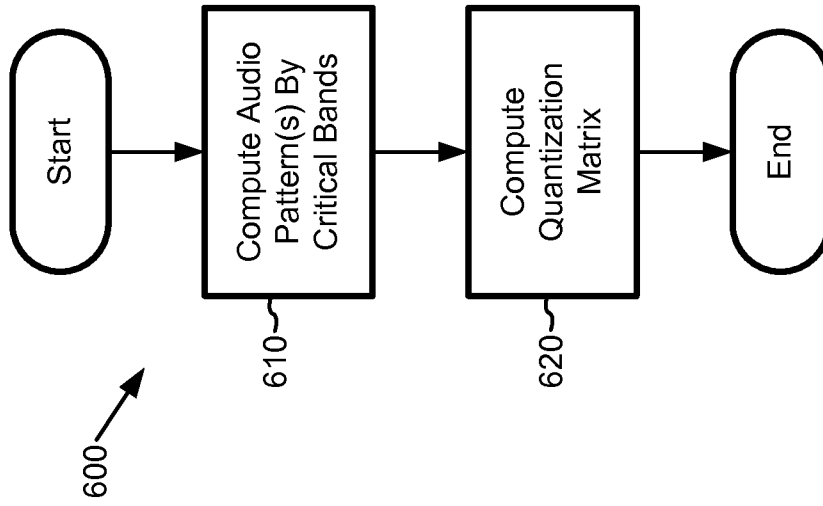 600
Start
610
Compute Audio
Pattern(s) By
Critical Bands
620
Compute
Quantization
Matrix
End